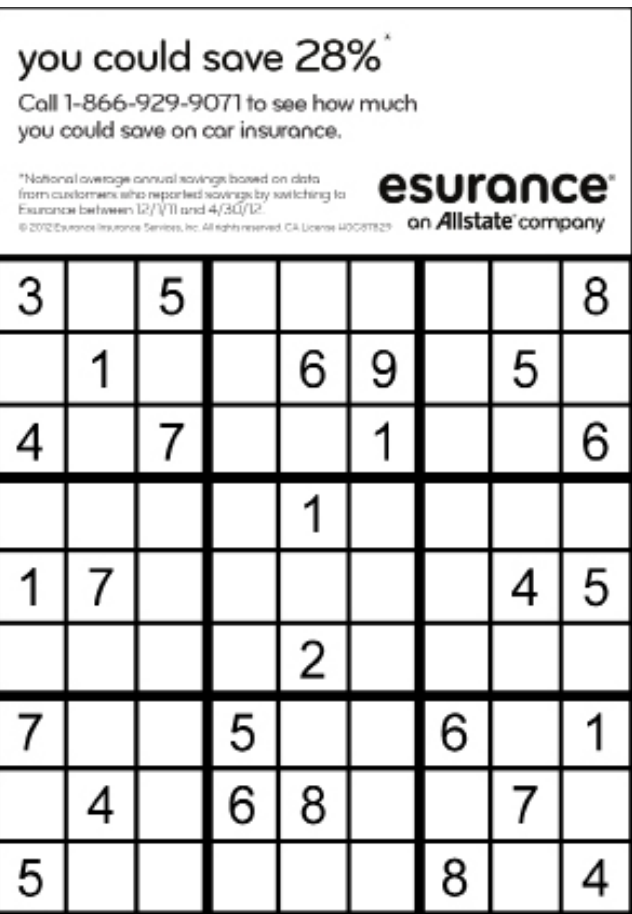 you could save 28%*
Call 1-866-929-9071 to see how much
you could save on car insurance.
*National average annual savings based on data
from customers who reported savings by switching to
Esurance between 12/1/11 and 4/30/12.
© 2012 Esurance Insurance Services, Inc. All rights reserved. CA License
esurance®
an Allstate® company
3 5 8
1 6 9 5
4 7 1 6
1
1 7 4 5
2
7 5 6 1
4 6 8 7
5 8 4